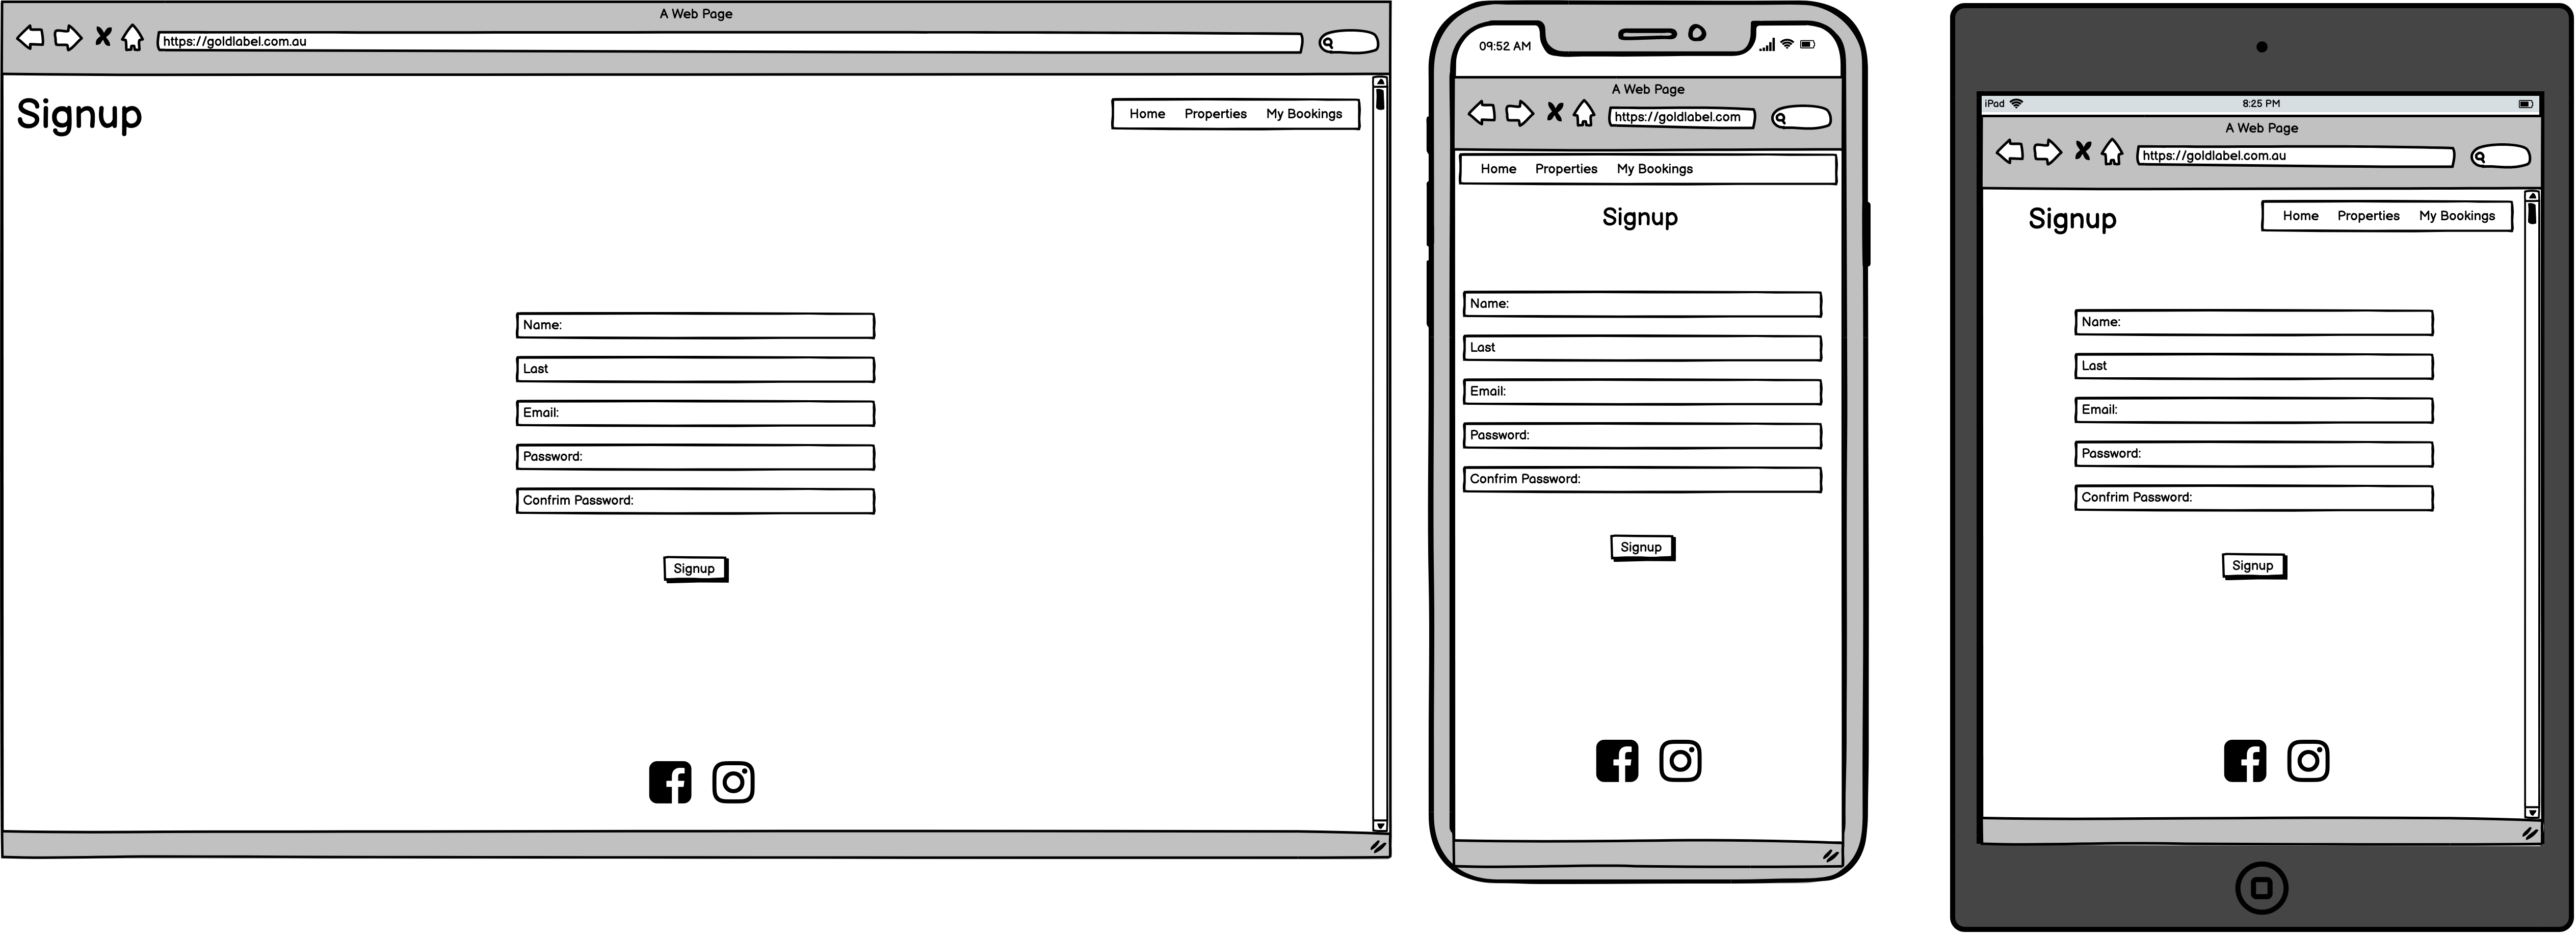 A Web Page
https://goldlabel.com.au
Signup
Home Properties My Bookings
Name:
Last
Email:
Password:
Confrim Password:
Signup
09:52 AM
A Web Page
https://goldlabel.com
Home Properties My Bookings
Signup
Name:
Last
Email:
Password:
Confrim Password:
Signup
iPad 8:25 PM
A Web Page
https://goldlabel.com.au
Signup
Home Properties My Bookings
Name:
Last
Email:
Password:
Confrim Password:
Signup